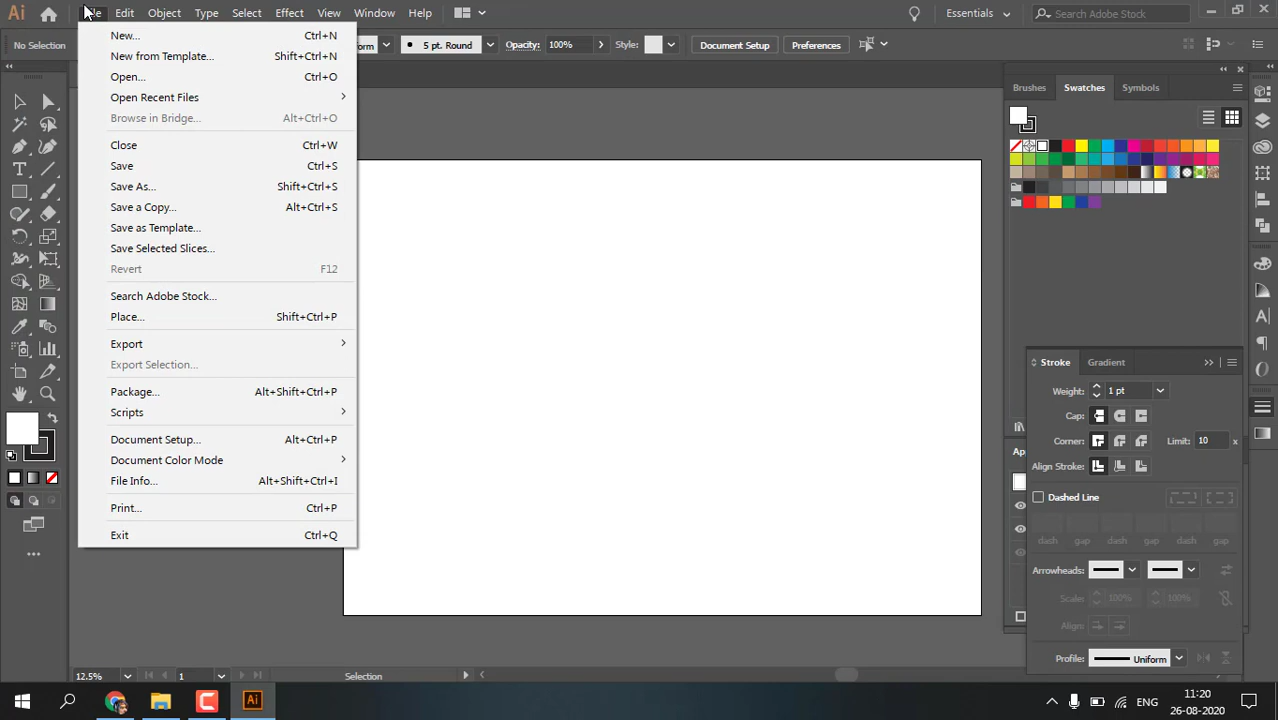 Ai File Edit Object Type Select Effect View Window Help Essentials Search Adobe Stock
No Selection 5 pt. Round Opacity: 100% Style: Document Setup Preferences
New... Ctrl+N
New from Template... Shift+Ctrl+N
Open... Ctrl+O
Open Recent Files
Browse in Bridge... Alt+Ctrl+O
Close Ctrl+W
Save Ctrl+S
Save As... Shift+Ctrl+S
Save a Copy... Alt+Ctrl+S
Save as Template...
Save Selected Slices...
Revert F12
Search Adobe Stock...
Place... Shift+Ctrl+P
Export
Export Selection...
Package... Alt+Shift+Ctrl+P
Scripts
Document Setup... Alt+Ctrl+P
Document Color Mode
File Info... Alt+Shift+Ctrl+I
Print... Ctrl+P
Exit Ctrl+Q
Brushes Swatches Symbols
Stroke Gradient
Weight: 1 pt
Cap:
Corner: Limit: 10 x
Align Stroke:
Dashed Line
dash gap dash gap dash gap
Arrowheads:
Scale: 100% 100%
Align:
Profile: Uniform
12.5% 1 Selection
Ai ENG 11:20
26-08-2020